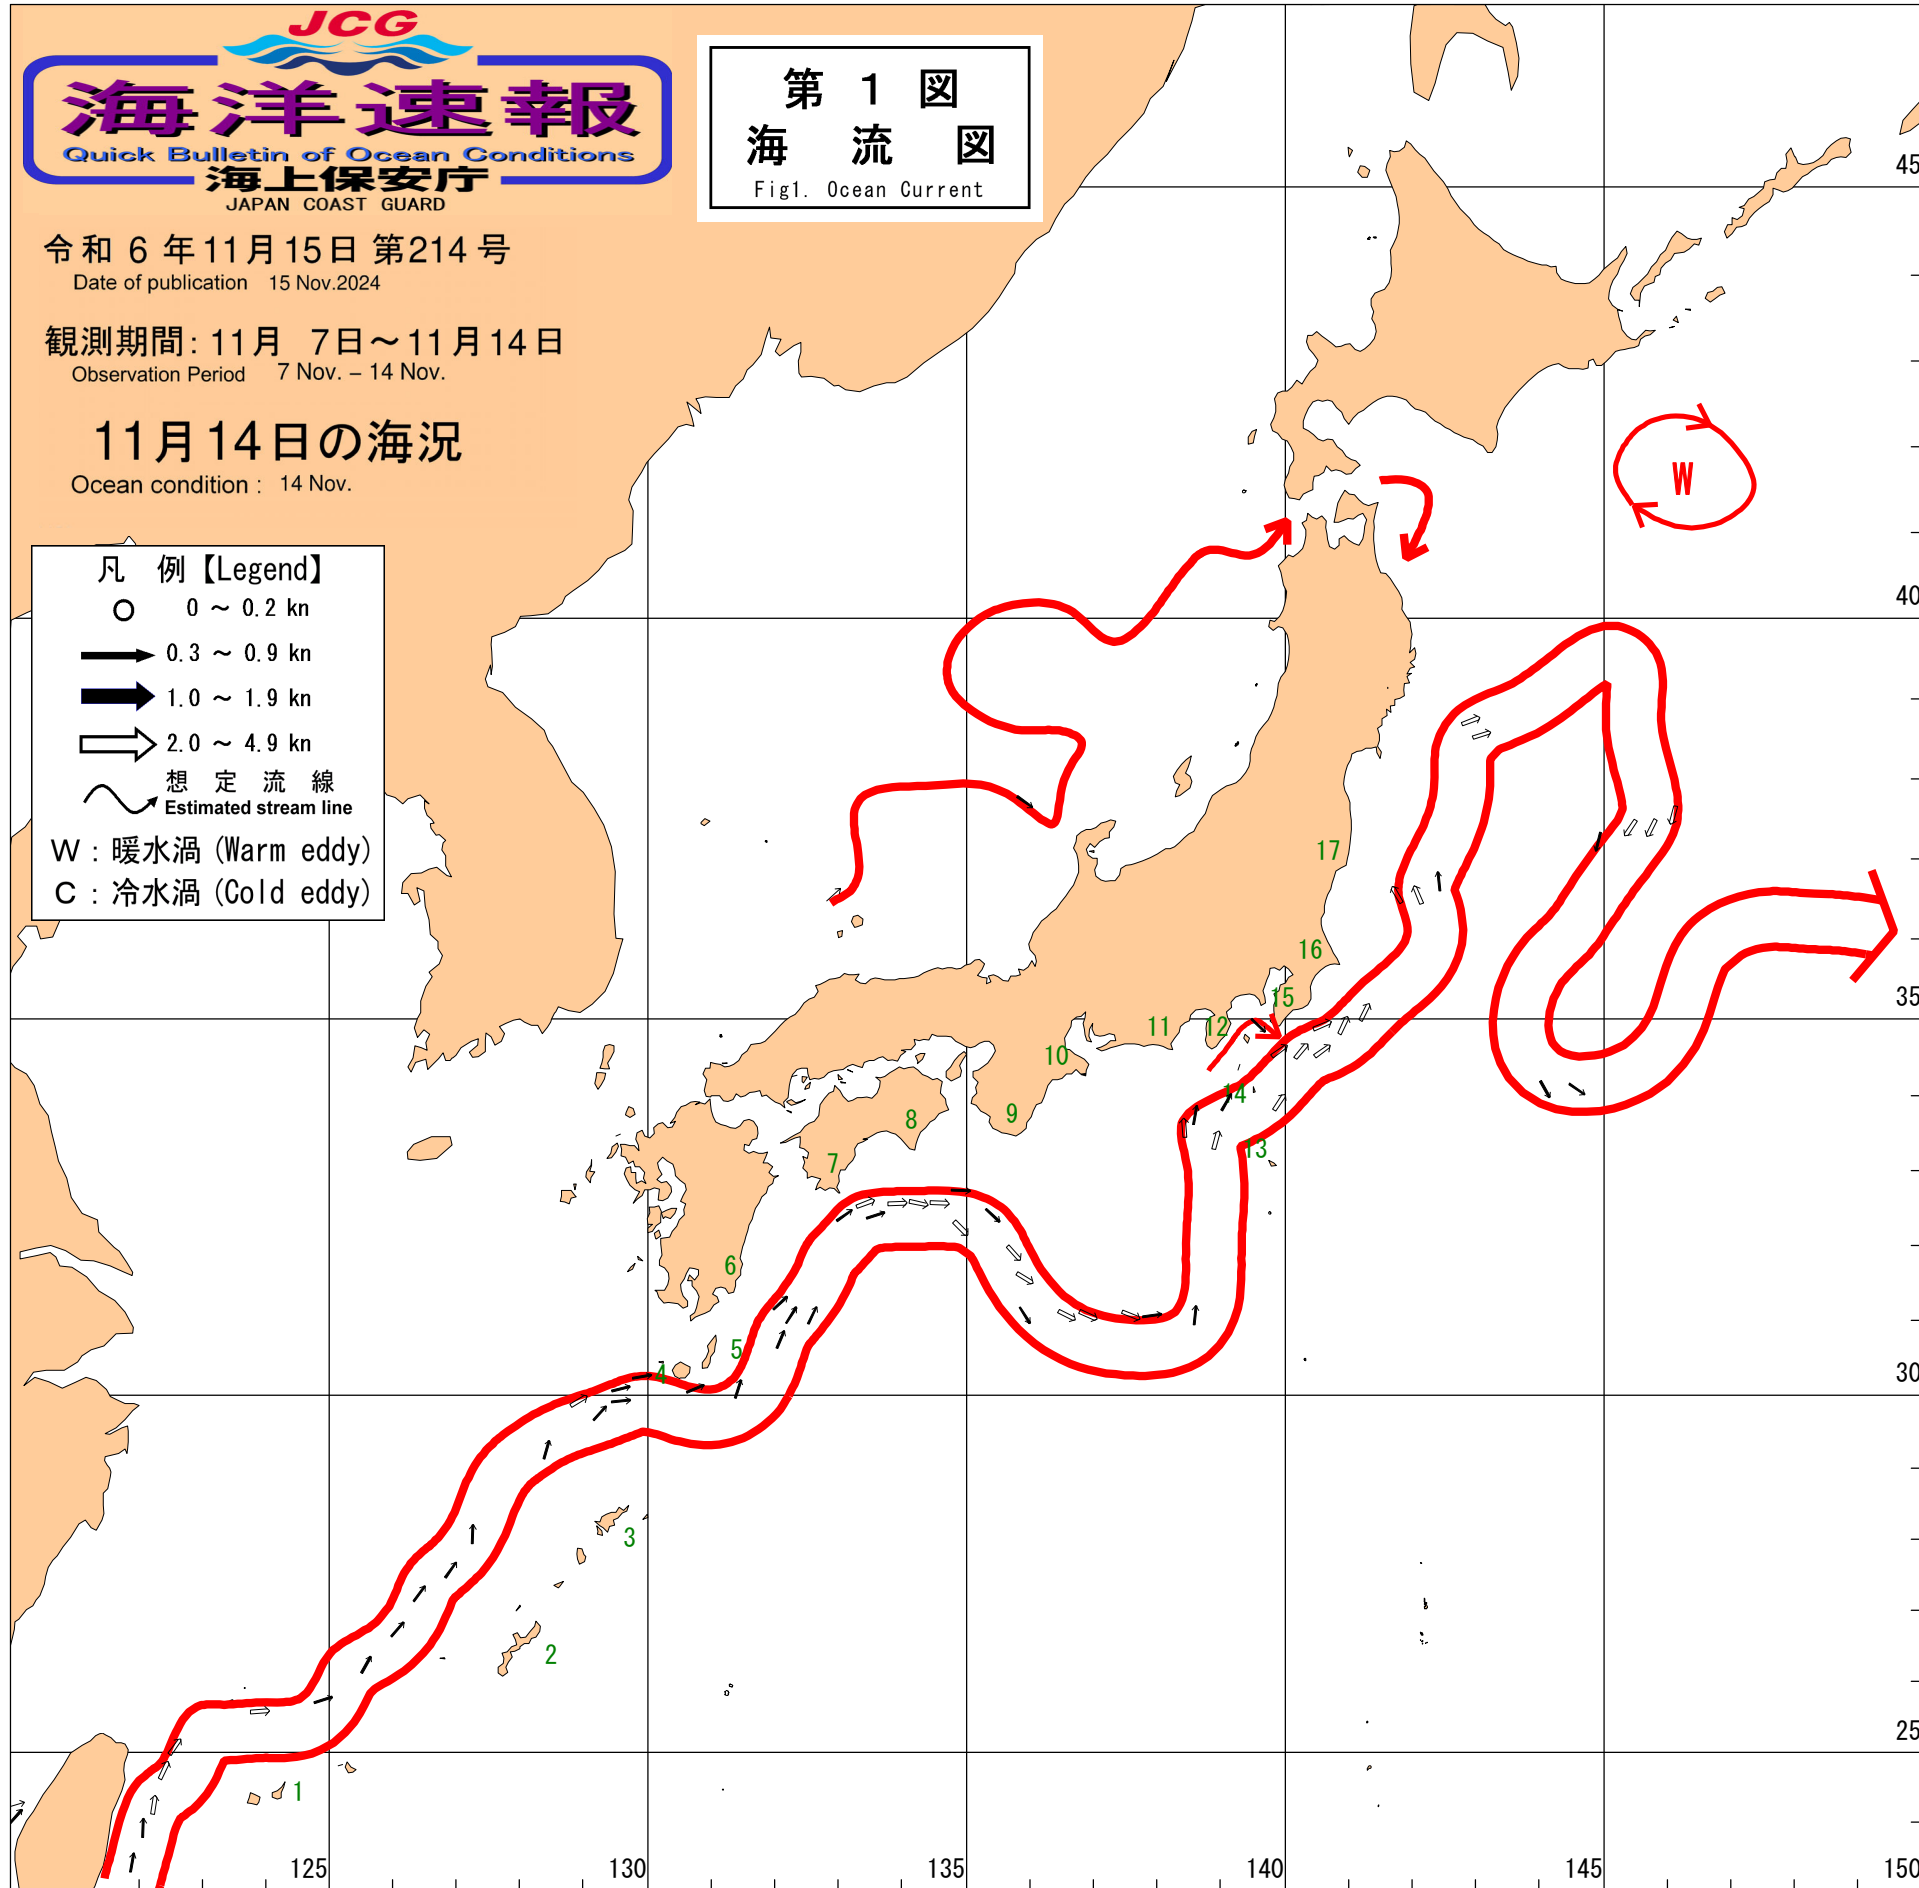 JCG
海洋速報
Quick Bulletin of Ocean Conditions
海上保安庁
JAPAN COAST GUARD
第 1 図
海 流 図
Fig1. Ocean Current
令和 6 年11月15日 第214号
Date of publication 15 Nov.2024
観測期間: 11月 7日～11月14日
Observation Period 7 Nov. – 14 Nov.
11月14日の海況
Ocean condition : 14 Nov.
凡 例【Legend】
0 ～ 0.2 kn
0.3 ～ 0.9 kn
1.0 ～ 1.9 kn
2.0 ～ 4.9 kn
想 定 流 線
Estimated stream line
W : 暖水渦 (Warm eddy)
C : 冷水渦 (Cold eddy)
45
W
40
17
16
35
15
12
11
10
14
9
8
13
7
6
5
4
30
3
2
25
1
125
130
135
140
145
150